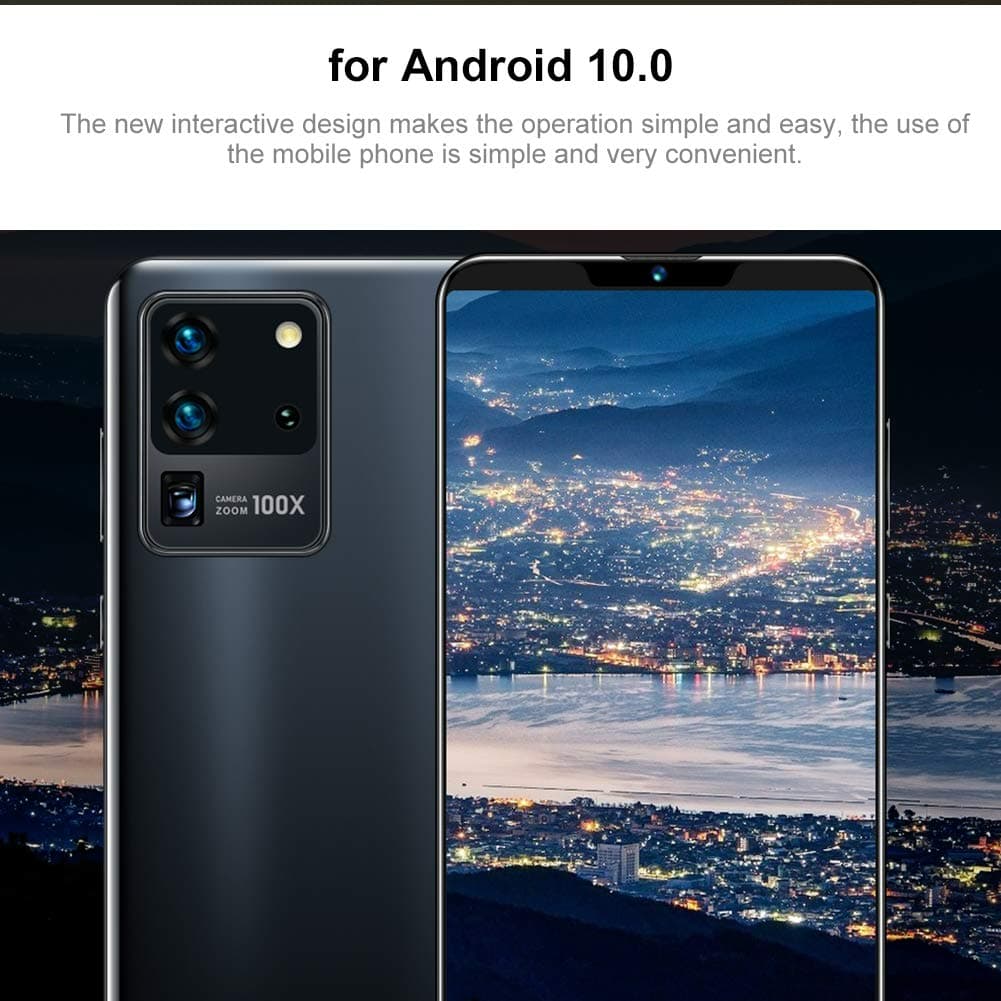 for Android 10.0
The new interactive design makes the operation simple and easy, the use of
the mobile phone is simple and very convenient.
CAMERA
ZOOM 100X